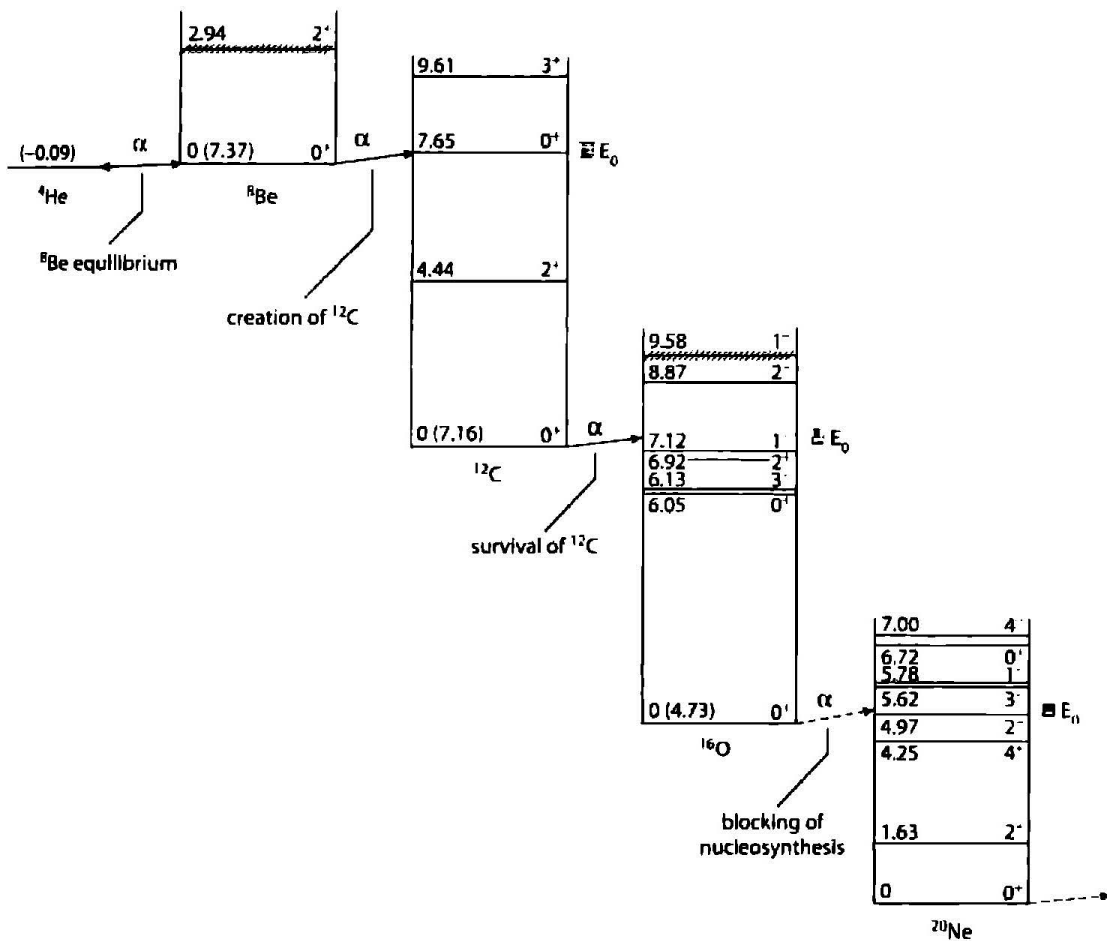 2.94 2⁺
(−0.09) α 0 (7.37) 0⁺
⁴He ⁸Be
⁸Be equilibrium
α
creation of ¹²C
9.61 3⁺
7.65 0⁺ E₀
4.44 2⁺
0 (7.16) 0⁺
¹²C
α
survival of ¹²C
9.58 1⁻
8.87 2⁻
7.12 1⁻ E₀
6.92 2⁺
6.13 3⁻
6.05 0⁺
0 (4.73) 0⁺
¹⁶O
α
blocking of
nucleosynthesis
7.00 4⁻
6.72 0⁺
5.78 1⁻
5.62 3⁻ E₀
4.97 2⁻
4.25 4⁺
1.63 2⁺
0 0⁺
²⁰Ne